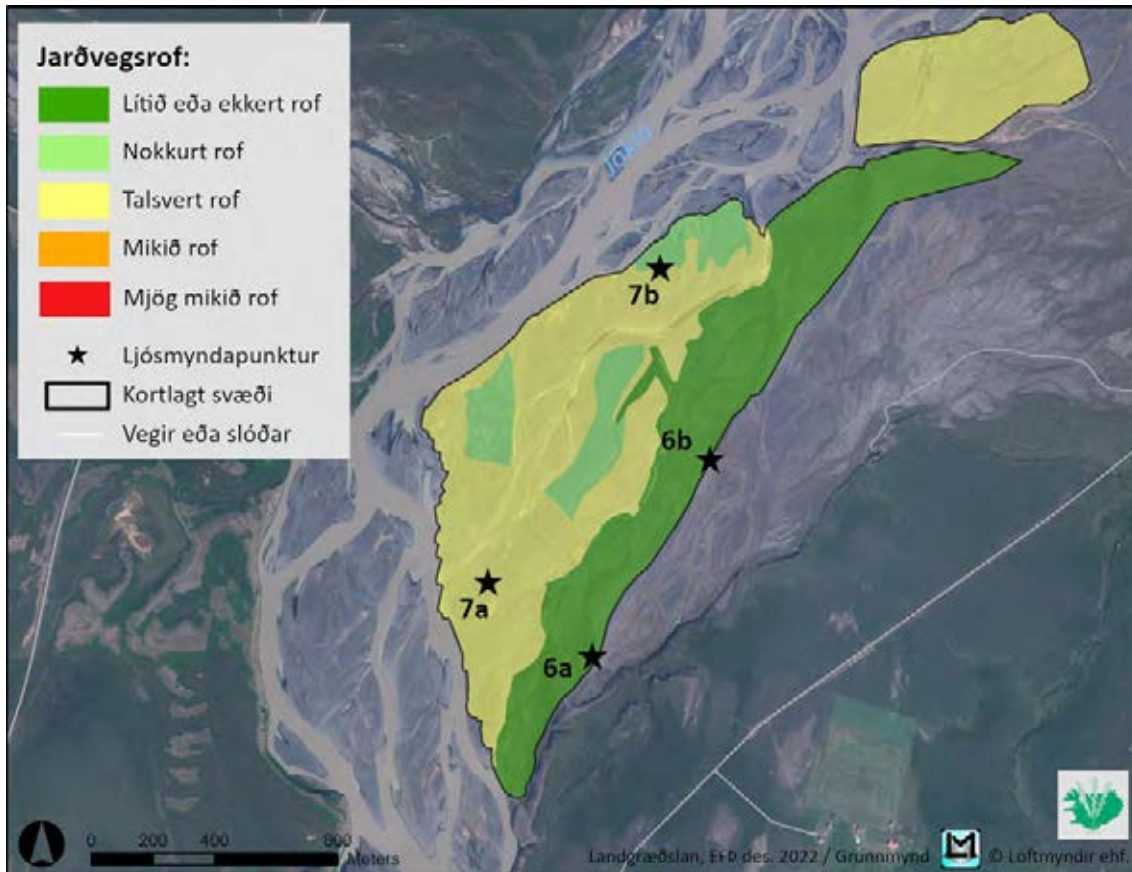 Jarðvegsrof:
Lítið eða ekkert rof
Nokkurt rof
Talsvert rof
Mikið rof
Mjög mikið rof
Ljósmyndapunktur
Kortlagt svæði
Vegir eða slóðar
JÖKLA
7b
6b
7a
6a
0 200 400 800
Meters
Landgræðslan, EFÞ des. 2022 / Grunnmynd © Loftmyndir ehf.